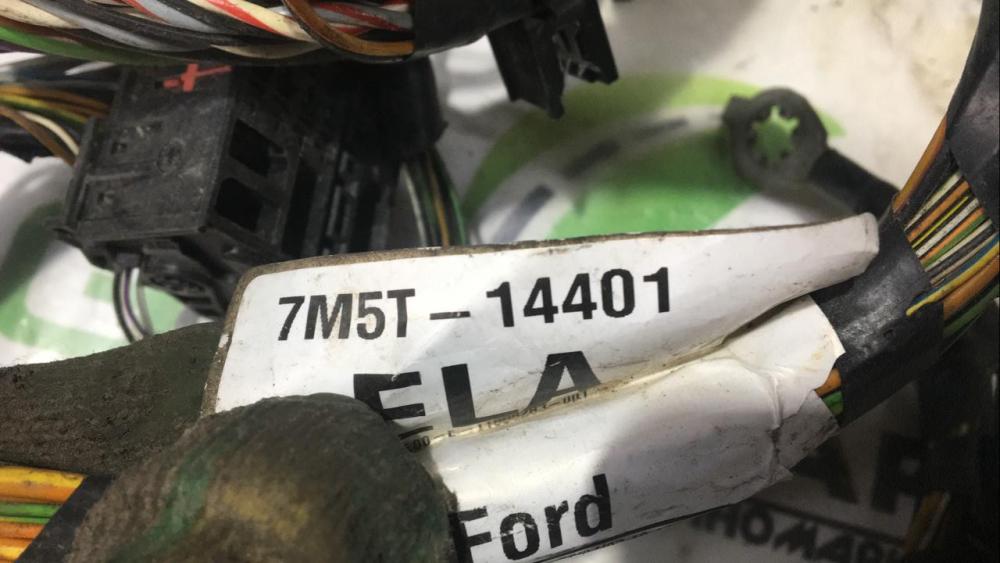 7M5T – 14401
ELA
Ford